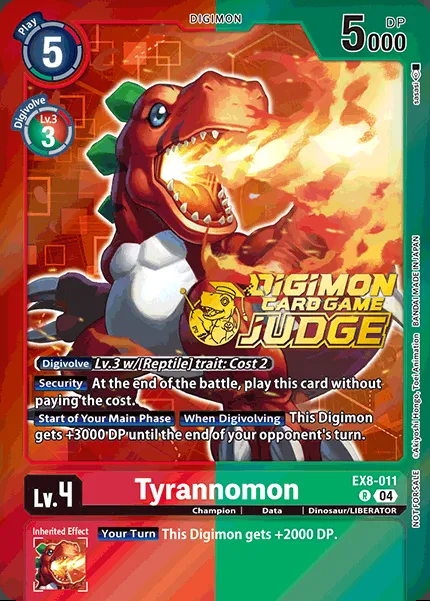 DIGIMON
Play
5
DP
5000
Digivolve
Lv.3
3
DIGIMON
CARD GAME
JUDGE
Digivolve Lv.3 w/[Reptile] trait: Cost 2
Security At the end of the battle, play this card without
paying the cost.
Start of Your Main Phase When Digivolving This Digimon
gets +3000 DP until the end of your opponent's turn.
Lv.4
Tyrannomon
EX8-011
R 04
Champion | Data | Dinosaur/LIBERATOR
Inherited Effect
Your Turn This Digimon gets +2000 DP.
NOT FOR SALE ©Akiyoshi Hongo, Toei Animation BANDAI MADE IN JAPAN